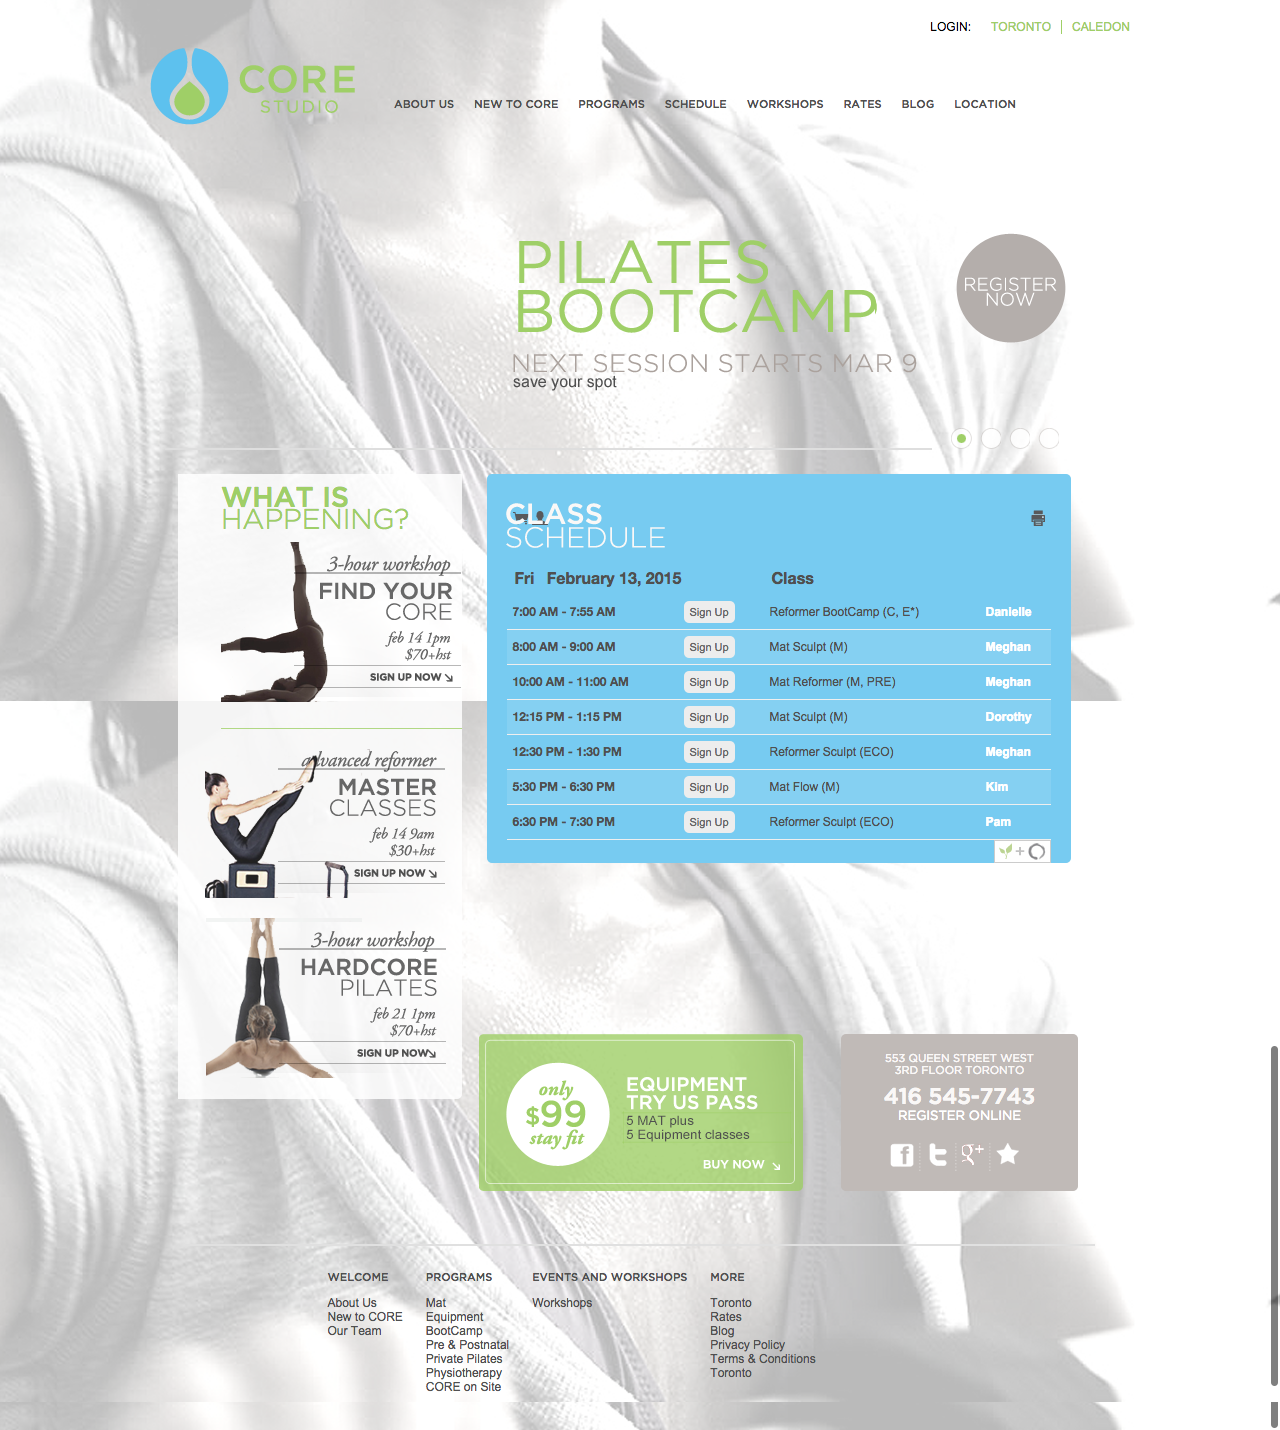 LOGIN: TORONTO CALEDON
CORE
STUDIO
ABOUT US NEW TO CORE PROGRAMS SCHEDULE WORKSHOPS RATES BLOG LOCATION
PILATES
BOOTCAMP
NEXT SESSION STARTS MAR 9
save your spot
REGISTER
NOW
WHAT IS
HAPPENING?
3-hour workshop
FIND YOUR
CORE
feb 14 1pm
$70+hst
SIGN UP NOW
advanced reformer
MASTER
CLASSES
feb 14 9am
$30+hst
SIGN UP NOW
3-hour workshop
HARDCORE
PILATES
feb 21 1pm
$70+hst
SIGN UP NOW
CLASS
SCHEDULE
Fri February 13, 2015 Class
7:00 AM - 7:55 AM Sign Up Reformer BootCamp (C, E*) Danielle
8:00 AM - 9:00 AM Sign Up Mat Sculpt (M) Meghan
10:00 AM - 11:00 AM Sign Up Mat Reformer (M, PRE) Meghan
12:15 PM - 1:15 PM Sign Up Mat Sculpt (M) Dorothy
12:30 PM - 1:30 PM Sign Up Reformer Sculpt (ECO) Meghan
5:30 PM - 6:30 PM Sign Up Mat Flow (M) Kim
6:30 PM - 7:30 PM Sign Up Reformer Sculpt (ECO) Pam
+
only
$99
stay fit
EQUIPMENT
TRY US PASS
5 MAT plus
5 Equipment classes
BUY NOW
553 QUEEN STREET WEST
3RD FLOOR TORONTO
416 545-7743
REGISTER ONLINE
f t g+
WELCOME PROGRAMS EVENTS AND WORKSHOPS MORE
About Us Mat Workshops Toronto
New to CORE Equipment Rates
Our Team BootCamp Blog
Pre & Postnatal Privacy Policy
Private Pilates Terms & Conditions
Physiotherapy Toronto
CORE on Site